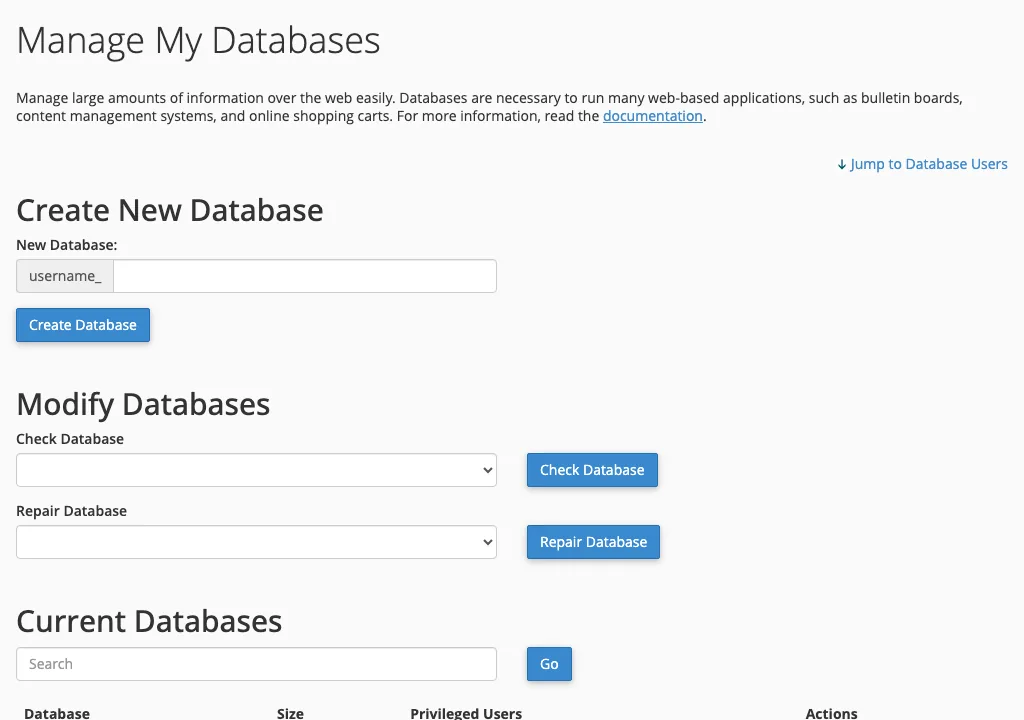 Manage My Databases
Manage large amounts of information over the web easily. Databases are necessary to run many web-based applications, such as bulletin boards,
content management systems, and online shopping carts. For more information, read the documentation.
↓ Jump to Database Users
Create New Database
New Database:
username_
Create Database
Modify Databases
Check Database
Check Database
Repair Database
Repair Database
Current Databases
Search Go
Database Size Privileged Users Actions